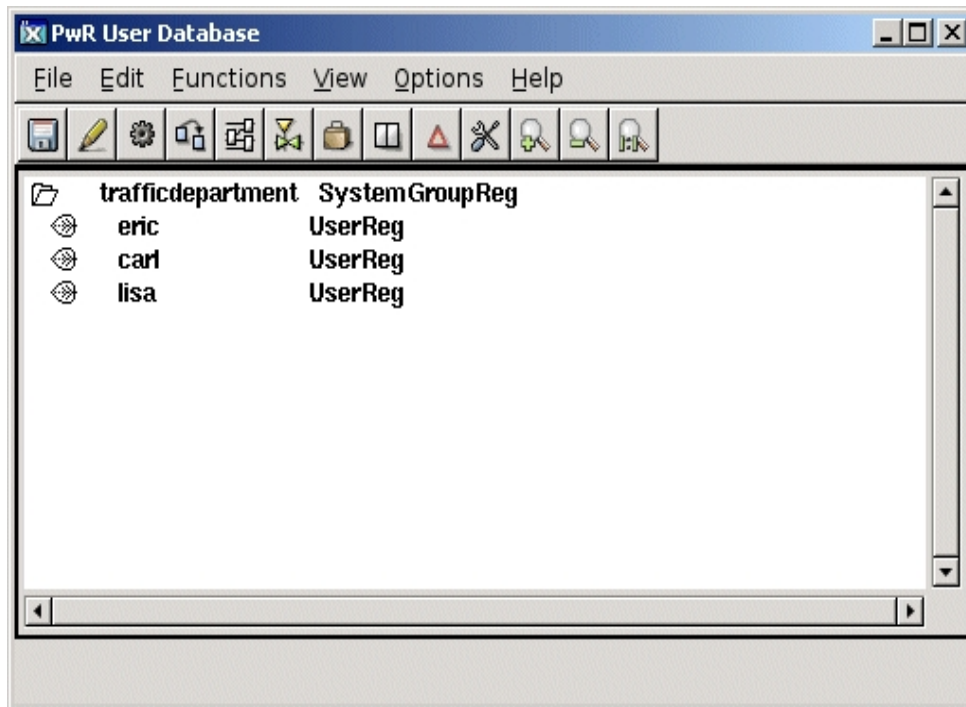 PwR User Database
File Edit Functions View Options Help
trafficdepartment SystemGroupReg
eric UserReg
carl UserReg
lisa UserReg